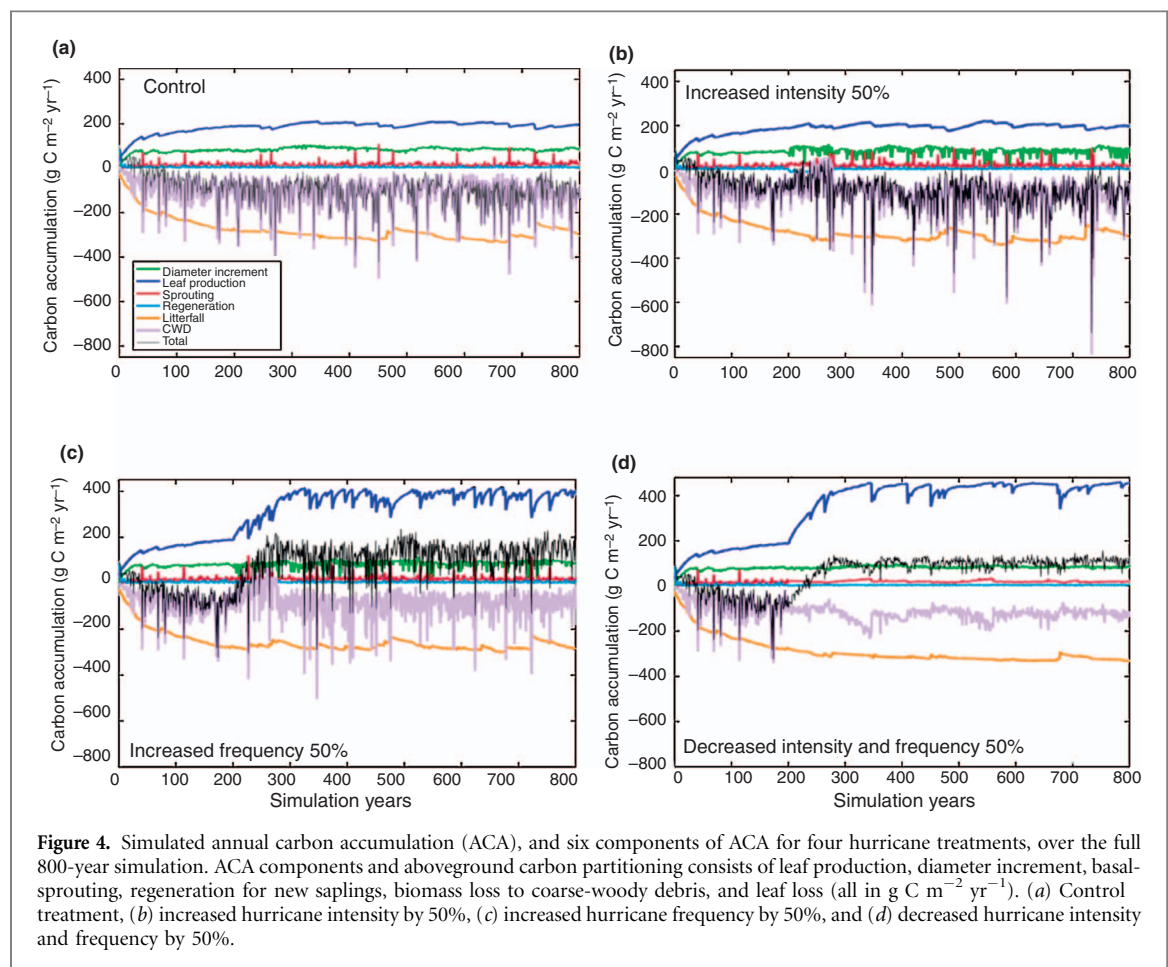 (a)
Control
400
200
0
−200
−400
−600
−800
Carbon accumulation (g C m−2 yr−1)
Diameter increment
Leaf production
Sprouting
Regeneration
Litterfall
CWD
Total
0 100 200 300 400 500 600 700 800
(b)
Increased intensity 50%
400
200
0
−200
−400
−600
−800
Carbon accumulation (g C m−2 yr−1)
0 100 200 300 400 500 600 700 800
(c)
400
200
0
−200
−400
−600
−800
Carbon accumulation (g C m−2 yr−1)
Increased frequency 50%
0 100 200 300 400 500 600 700 800
Simulation years
(d)
400
200
0
−200
−400
−600
−800
Carbon accumulation (g C m−2 yr−1)
Decreased intensity and frequency 50%
0 100 200 300 400 500 600 700 800
Simulation years
Figure 4. Simulated annual carbon accumulation (ACA), and six components of ACA for four hurricane treatments, over the full
800-year simulation. ACA components and aboveground carbon partitioning consists of leaf production, diameter increment, basal-
sprouting, regeneration for new saplings, biomass loss to coarse-woody debris, and leaf loss (all in g C m−2 yr−1). (a) Control
treatment, (b) increased hurricane intensity by 50%, (c) increased hurricane frequency by 50%, and (d) decreased hurricane intensity
and frequency by 50%.